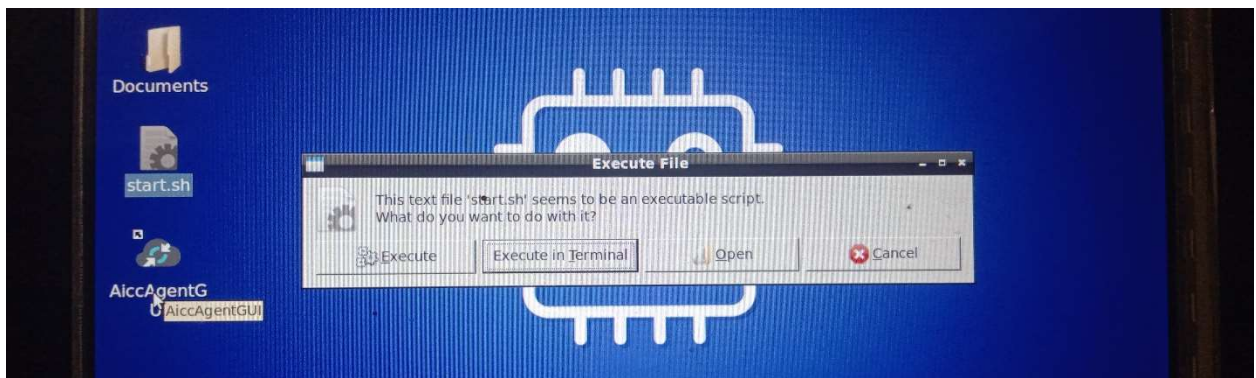 Documents
start.sh
AiccAgentG
U
AiccAgentGUI
Execute File
This text file 'start.sh' seems to be an executable script.
What do you want to do with it?
Execute
Execute in Terminal
Open
Cancel